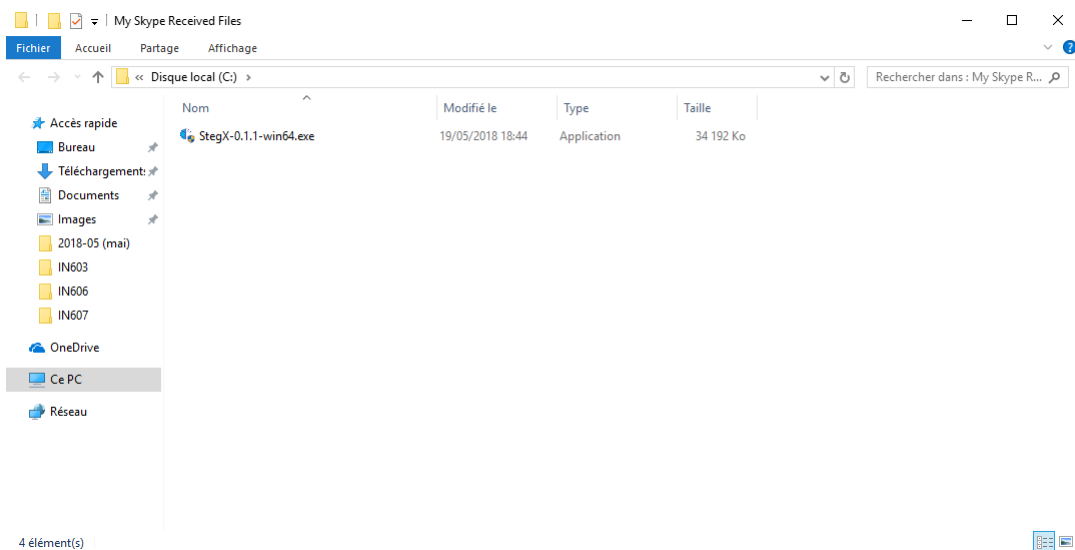 My Skype Received Files
Fichier Accueil Partage Affichage
« Disque local (C:) > Rechercher dans : My Skype R...
Nom Modifié le Type Taille
StegX-0.1.1-win64.exe 19/05/2018 18:44 Application 34 192 Ko
Accès rapide
Bureau
Téléchargements
Documents
Images
2018-05 (mai)
IN603
IN606
IN607
OneDrive
Ce PC
Réseau
4 élément(s)